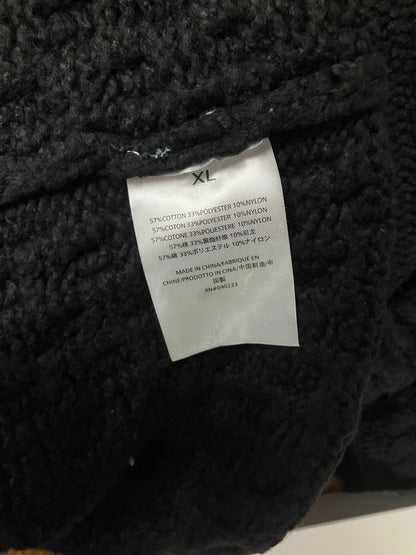 XL
57%COTTON 33%POLYESTER 10%NYLON
57%COTON 33%POLYESTER 10%NYLON
57%COTONE 33%POLIESTERE 10%NYLON
57%棉 33%聚酯纤维 10%尼龙
57%綿 33%ポリエステル 10%ナイロン
MADE IN CHINA/FABRIQUÉ EN
CHINE/PRODOTTO IN CINA/中国制造/中
国製
RN#090233